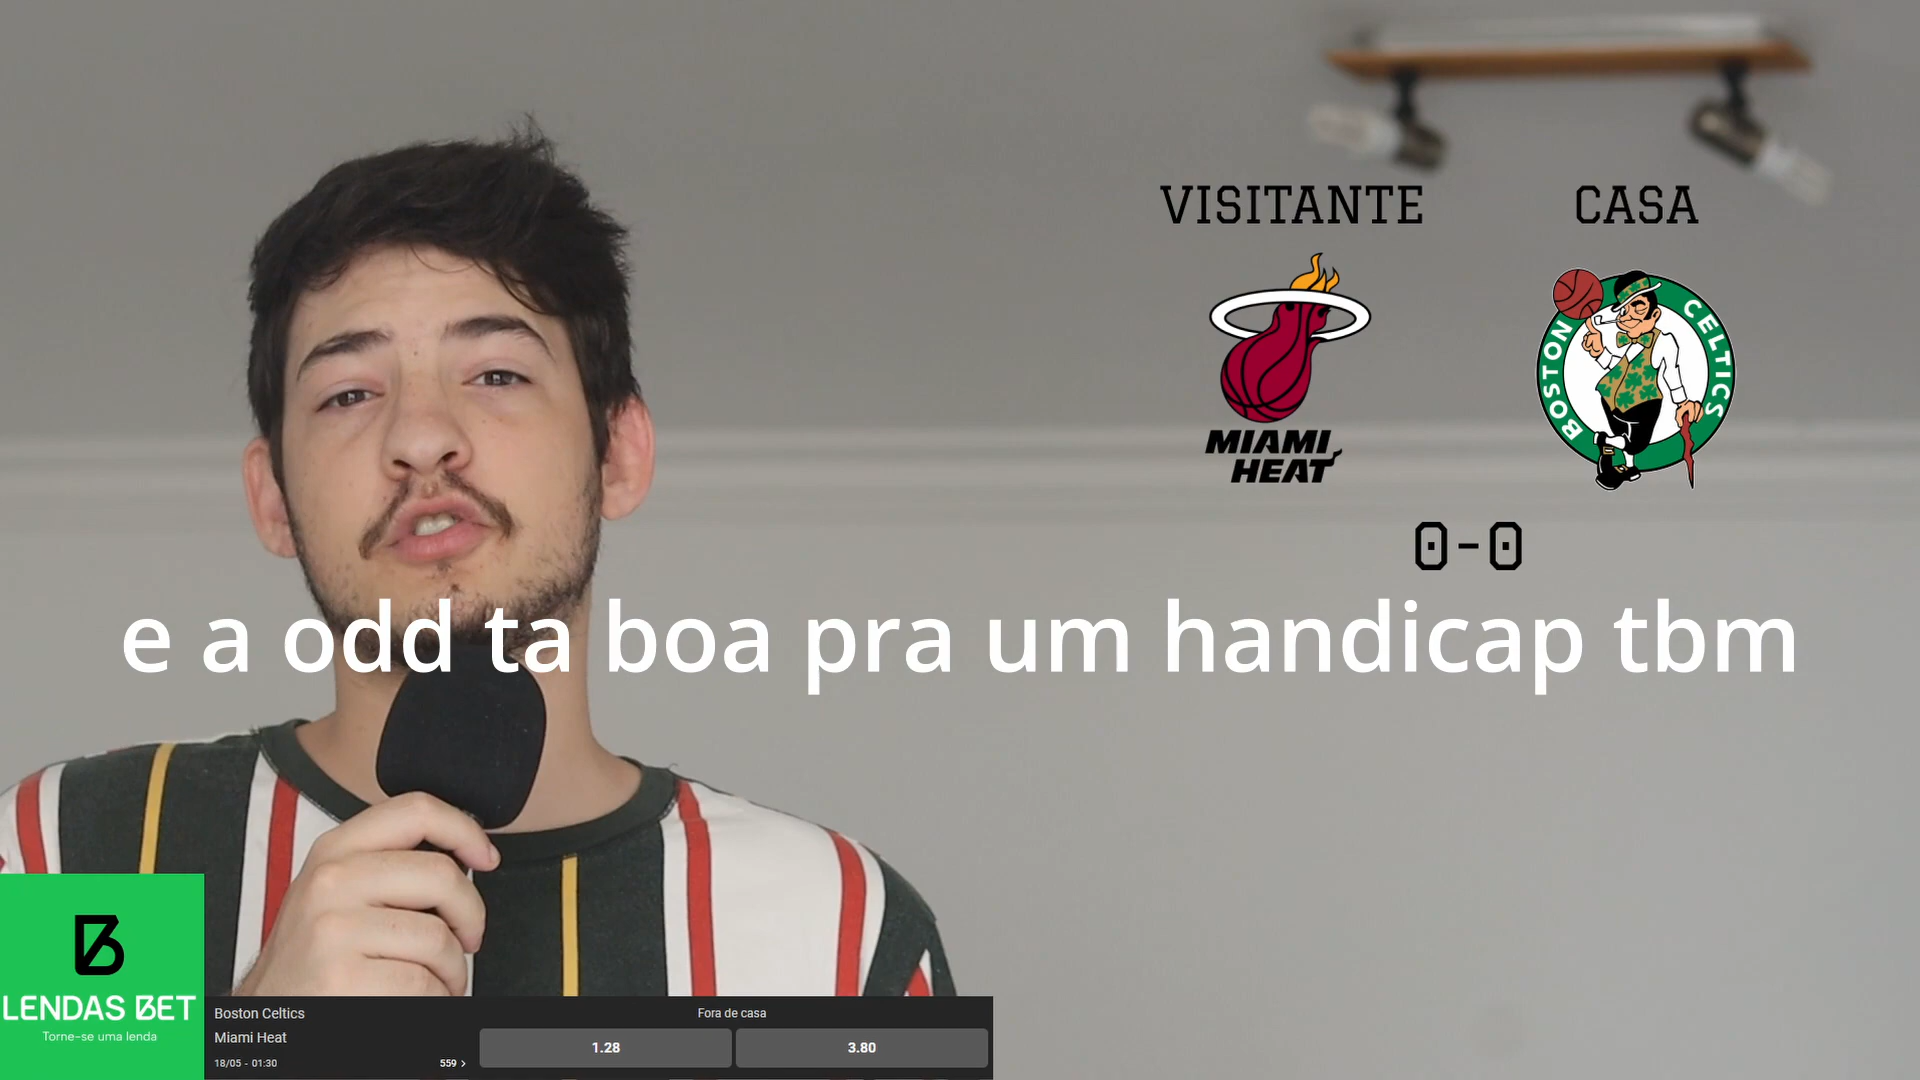 VISITANTE
CASA
MIAMI
HEAT
BOSTON
CELTICS
0-0
e a odd ta boa pra um handicap tbm
B
LENDAS BET
Torne-se uma lenda
Boston Celtics
Miami Heat
18/05 - 01:30
559 >
Fora de casa
1.28
3.80